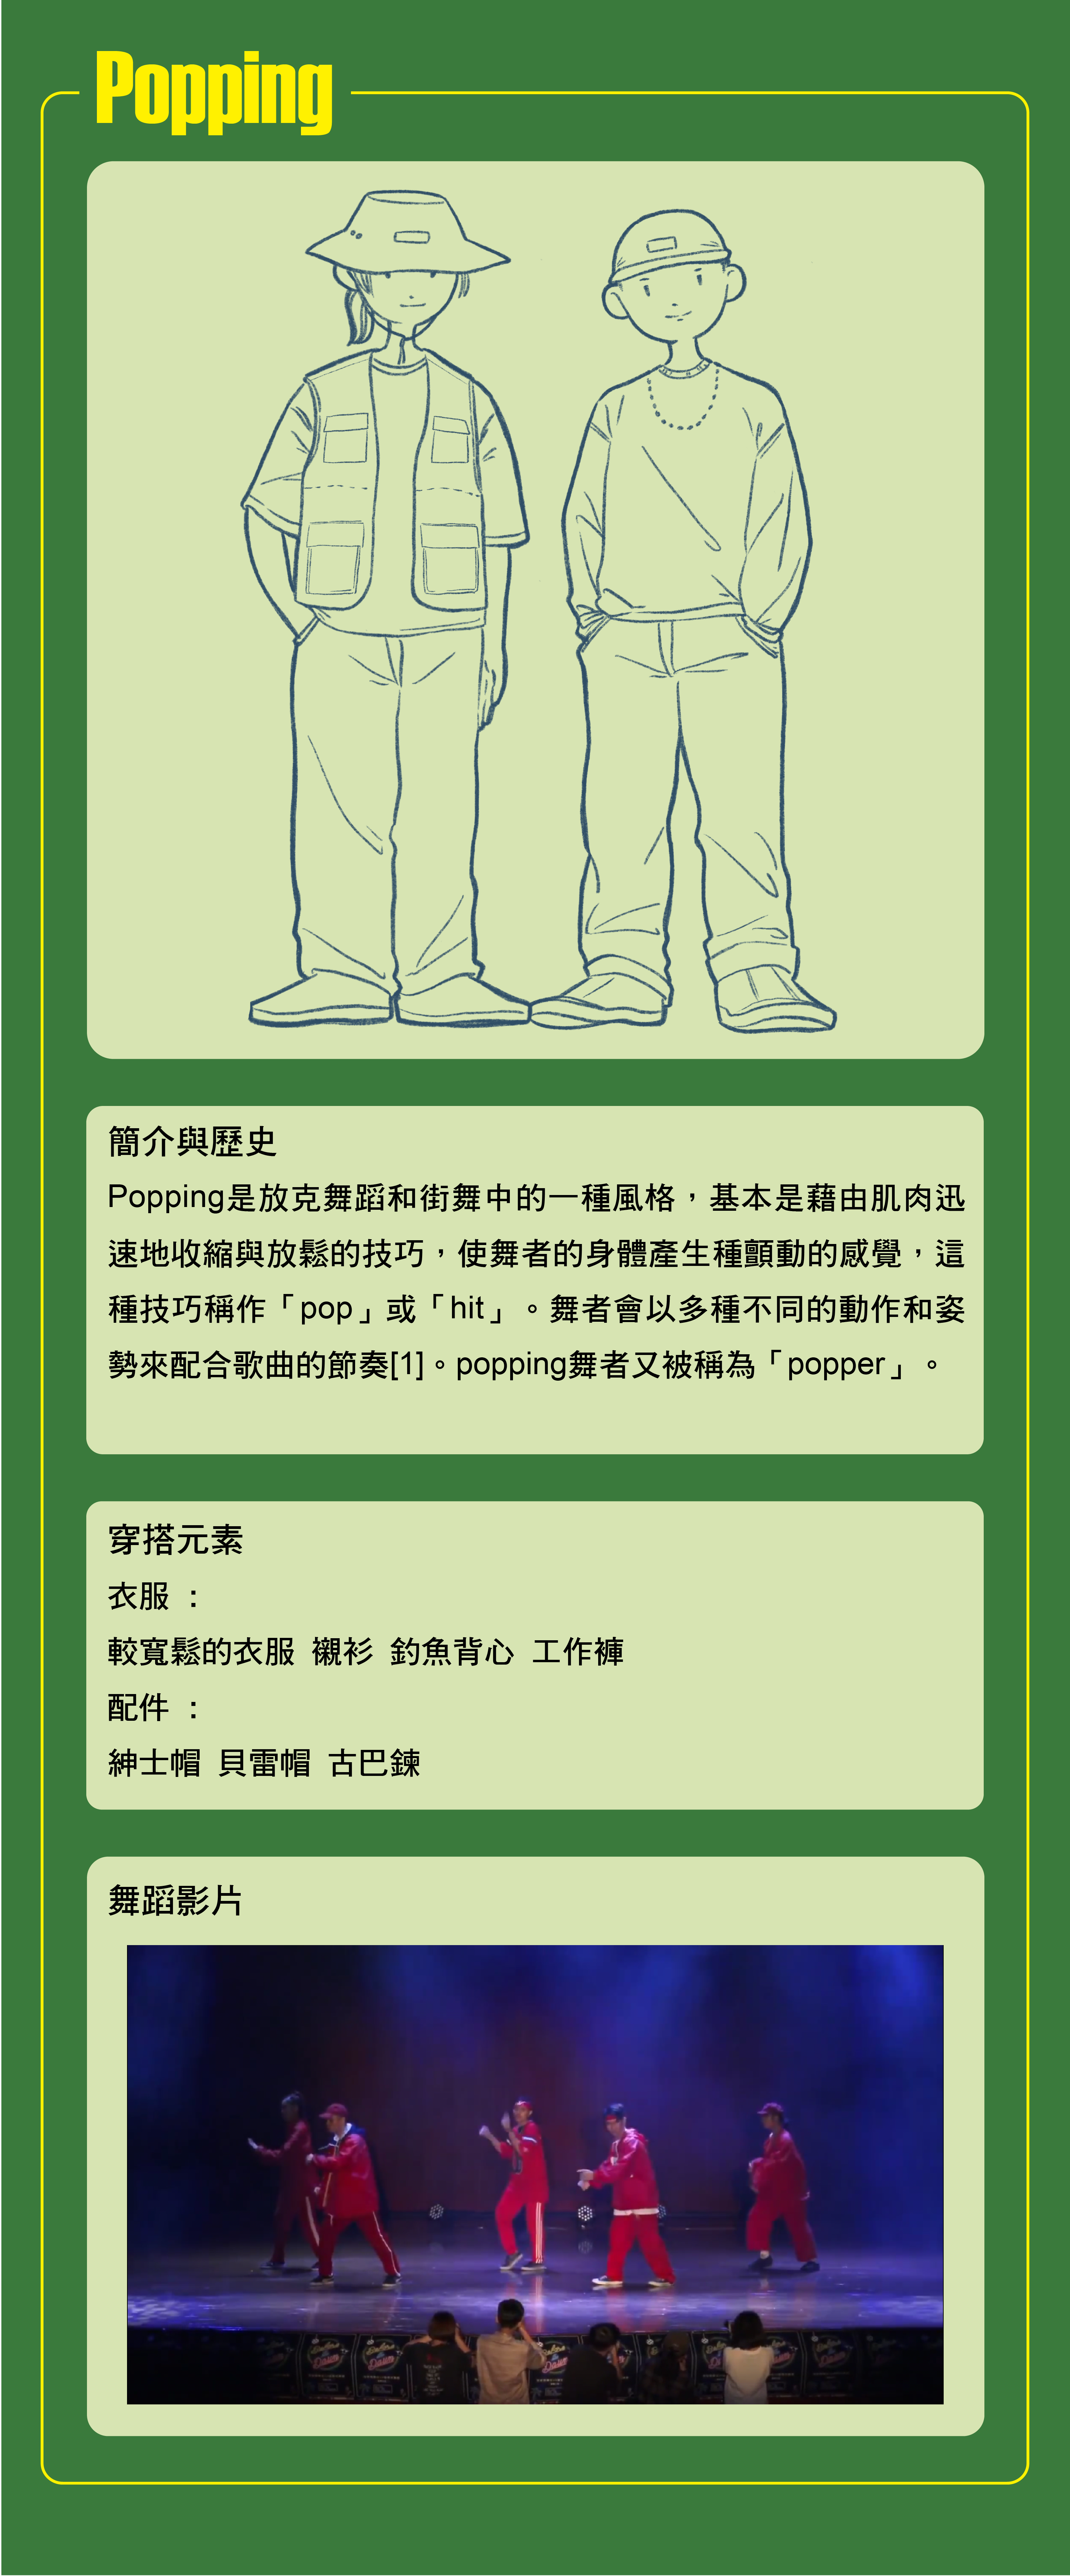 Popping
簡介與歷史
Popping是放克舞蹈和街舞中的一種風格，基本是藉由肌肉迅
速地收縮與放鬆的技巧，使舞者的身體產生種顫動的感覺，這
種技巧稱作「pop」或「hit」。舞者會以多種不同的動作和姿
勢來配合歌曲的節奏[1]。popping舞者又被稱為「popper」。
穿搭元素
衣服 ：
較寬鬆的衣服 襯衫 釣魚背心 工作褲
配件 ：
紳士帽 貝雷帽 古巴鍊
舞蹈影片